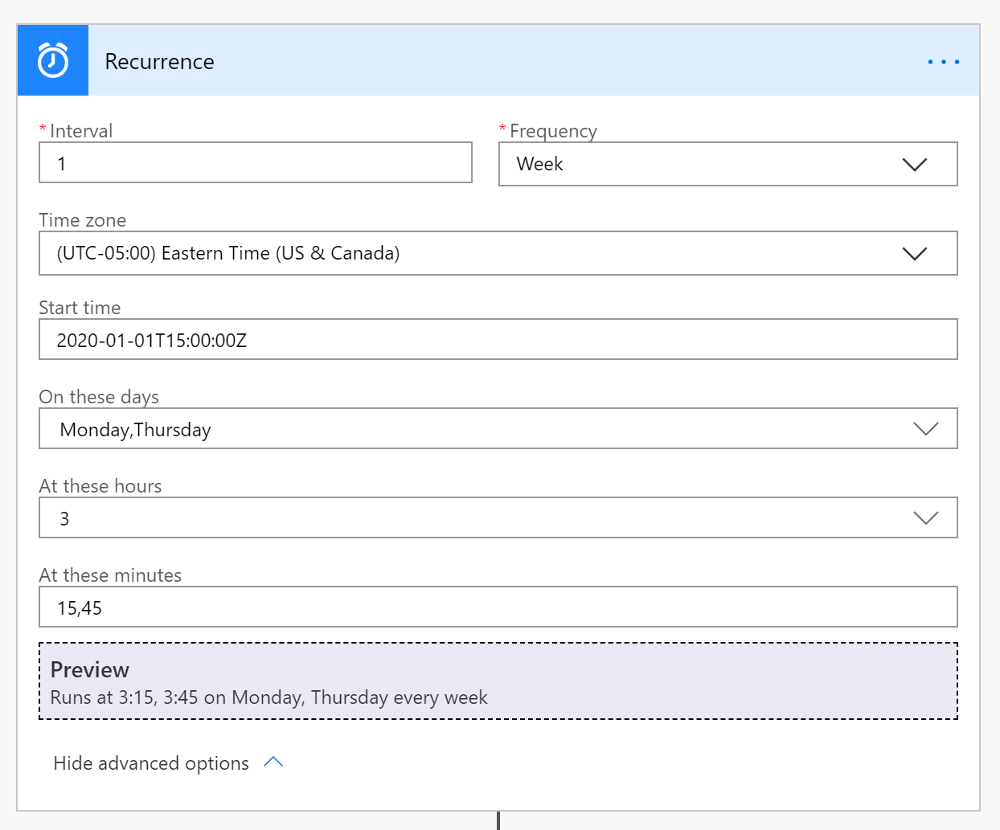 Recurrence
* Interval
1
* Frequency
Week
Time zone
(UTC-05:00) Eastern Time (US & Canada)
Start time
2020-01-01T15:00:00Z
On these days
Monday,Thursday
At these hours
3
At these minutes
15,45
Preview
Runs at 3:15, 3:45 on Monday, Thursday every week
Hide advanced options